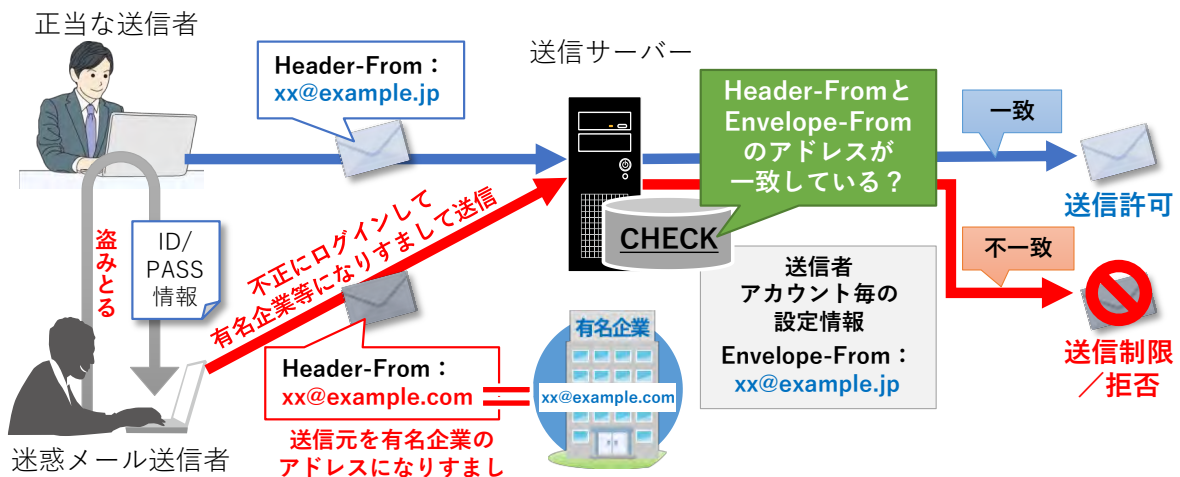 正当な送信者
Header-From：
xx@example.jp
送信サーバー
Header-Fromと
Envelope-From
のアドレスが
一致している？
一致
送信許可
盗みとる
ID/
PASS
情報
不正にログインして
有名企業等になりすまして送信
CHECK
不一致
送信制限
／拒否
送信者
アカウント毎の
設定情報
Envelope-From：
xx@example.jp
有名企業
xx@example.com
Header-From：
xx@example.com
送信元を有名企業の
アドレスになりすまし
迷惑メール送信者